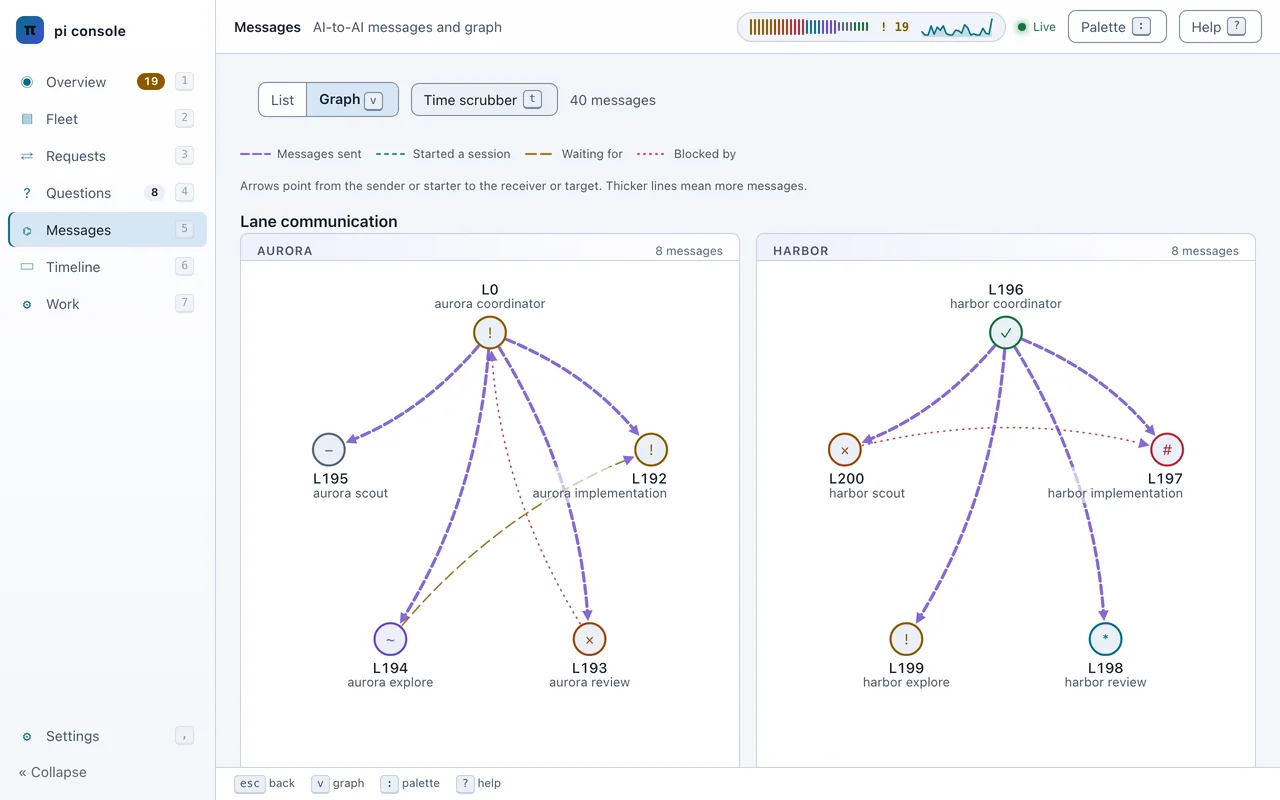 π pi console
Messages AI-to-AI messages and graph
! 19
Live
Palette :
Help ?
Overview 19 1
Fleet 2
Requests 3
? Questions 8 4
Messages 5
Timeline 6
Work 7
Settings ,
« Collapse
List
Graph v
Time scrubber t
40 messages
Messages sent
Started a session
Waiting for
Blocked by
Arrows point from the sender or starter to the receiver or target. Thicker lines mean more messages.
Lane communication
AURORA 8 messages
L0
aurora coordinator
!
–
L195
aurora scout
!
L192
aurora implementation
~
L194
aurora explore
×
L193
aurora review
HARBOR 8 messages
L196
harbor coordinator
✓
×
L200
harbor scout
#
L197
harbor implementation
!
L199
harbor explore
*
L198
harbor review
esc back v graph : palette ? help